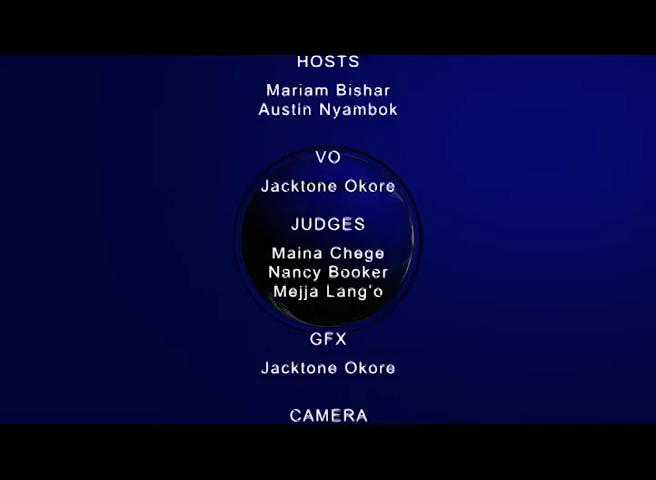 HOSTS
Mariam Bishar
Austin Nyambok
VO
Jacktone Okore
JUDGES
Maina Chege
Nancy Booker
Mejja Lang'o
GFX
Jacktone Okore
CAMERA